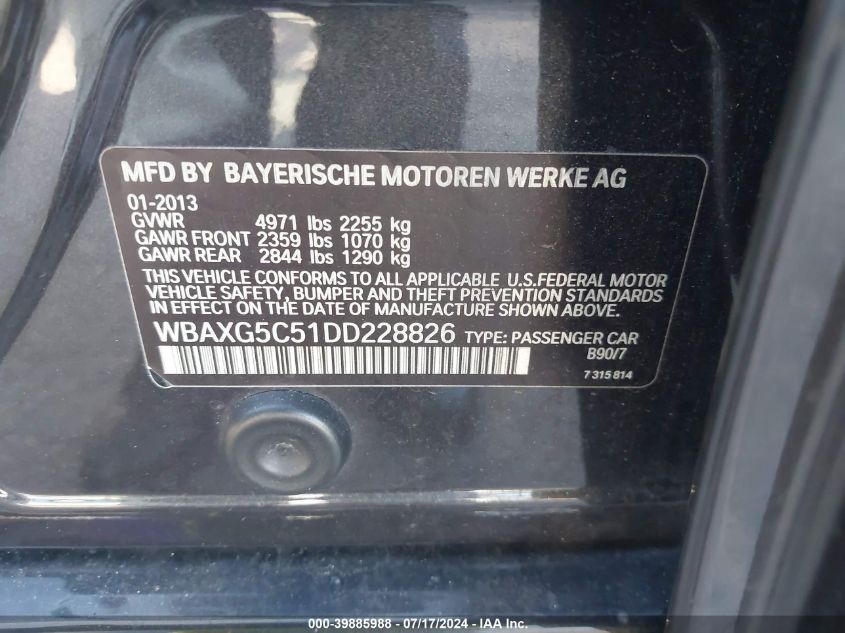 MFD BY BAYERISCHE MOTOREN WERKE AG
01-2013
GVWR 4971 lbs 2255 kg
GAWR FRONT 2359 lbs 1070 kg
GAWR REAR 2844 lbs 1290 kg
THIS VEHICLE CONFORMS TO ALL APPLICABLE U.S.FEDERAL MOTOR
VEHICLE SAFETY, BUMPER AND THEFT PREVENTION STANDARDS
IN EFFECT ON THE DATE OF MANUFACTURE SHOWN ABOVE.
WBAXG5C51DD228826 TYPE: PASSENGER CAR
B90/7
7 315 814
000-39885988 - 07/17/2024 - IAA Inc.